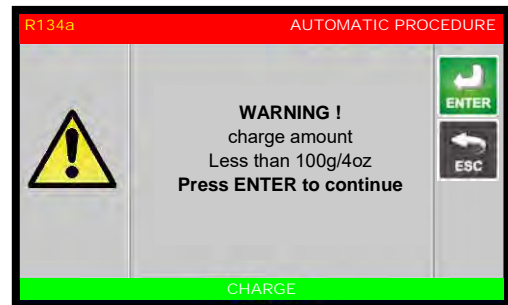 R134a AUTOMATIC PROCEDURE
WARNING !
charge amount
Less than 100g/4oz
Press ENTER to continue
ENTER
ESC
CHARGE